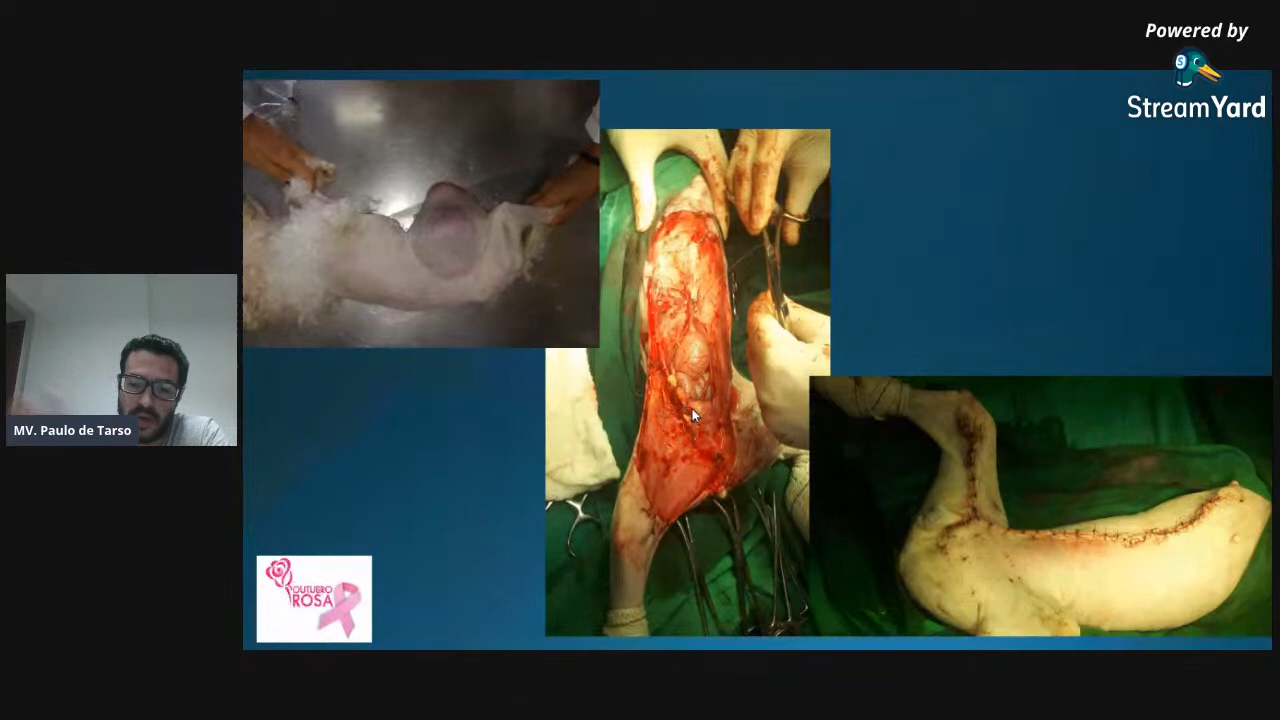 Powered by
StreamYard
MV. Paulo de Tarso
OUTUBRO
ROSA